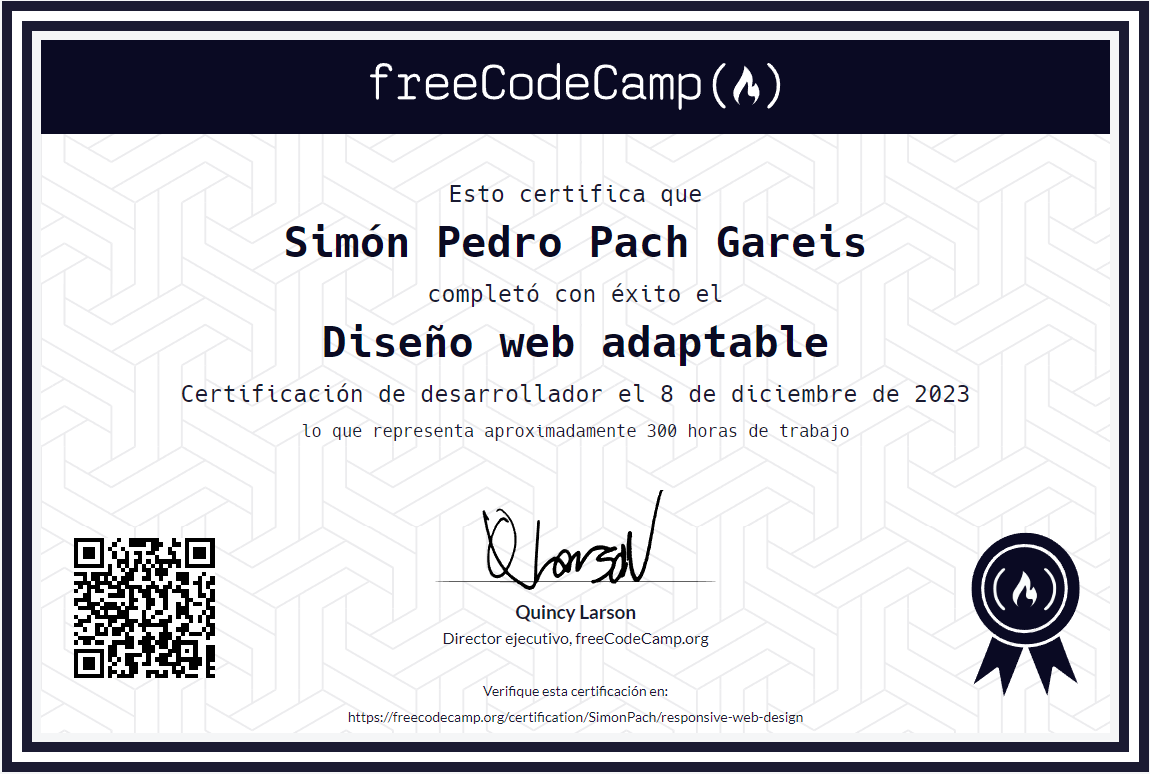 freeCodeCamp
Esto certifica que
Simón Pedro Pach Gareis
completó con éxito el
Diseño web adaptable
Certificación de desarrollador el 8 de diciembre de 2023
lo que representa aproximadamente 300 horas de trabajo
Q Larson
Quincy Larson
Director ejecutivo, freeCodeCamp.org
Verifique esta certificación en:
https://freecodecamp.org/certification/SimonPach/responsive-web-design